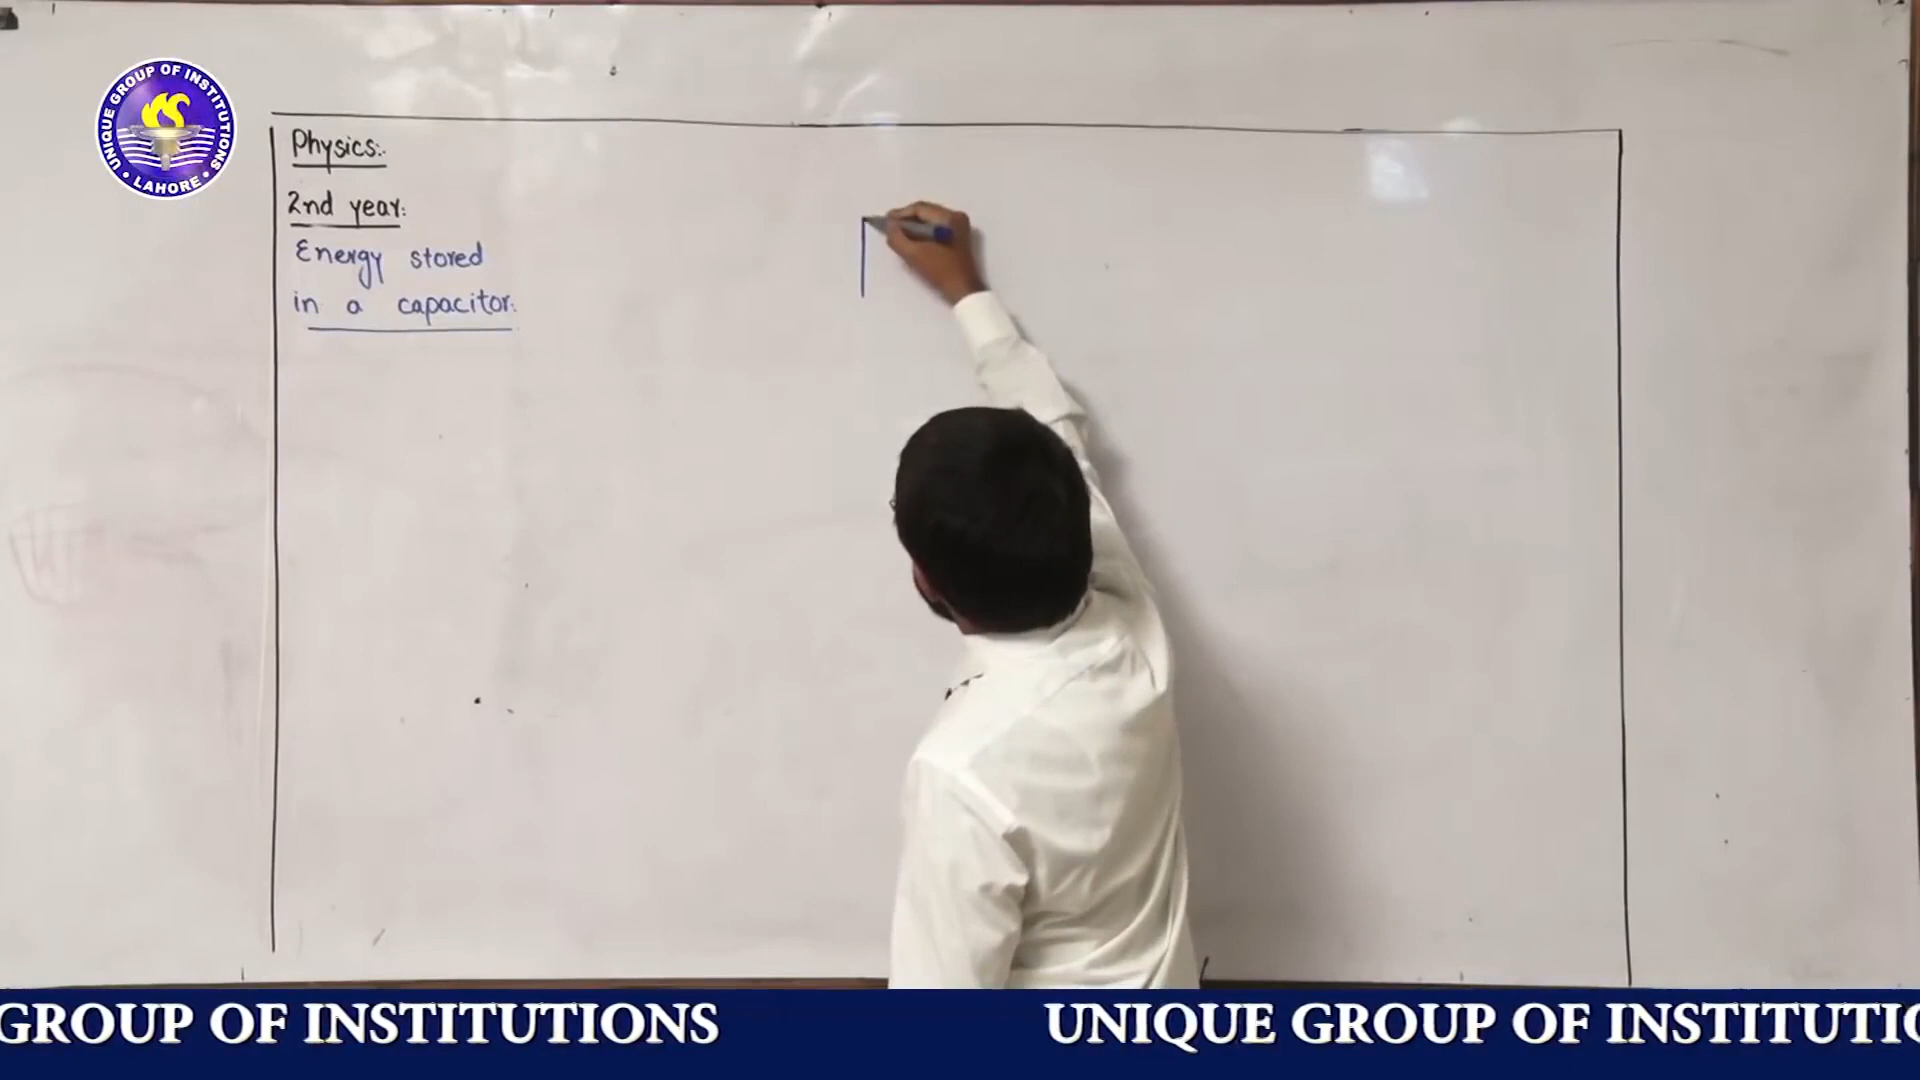 UNIQUE GROUP OF INSTITUTIONS
• LAHORE •
Physics:.
2nd year:
Energy stored
in a capacitor:
GROUP OF INSTITUTIONS UNIQUE GROUP OF INSTITUTIO